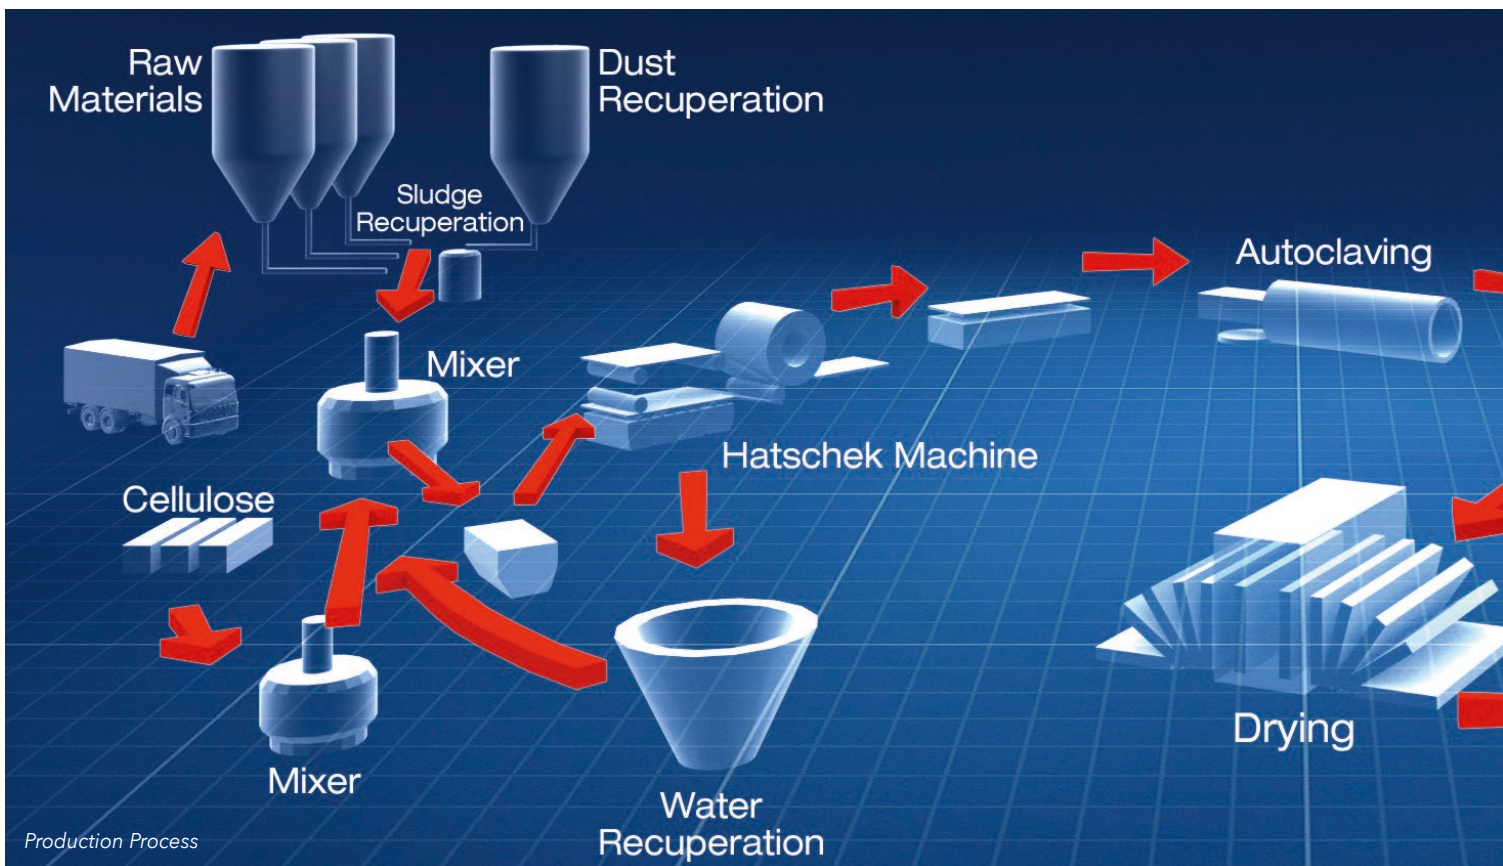 Raw
Materials
Dust
Recuperation
Sludge
Recuperation
Autoclaving
Mixer
Hatschek Machine
Cellulose
Drying
Mixer
Water
Recuperation
Production Process